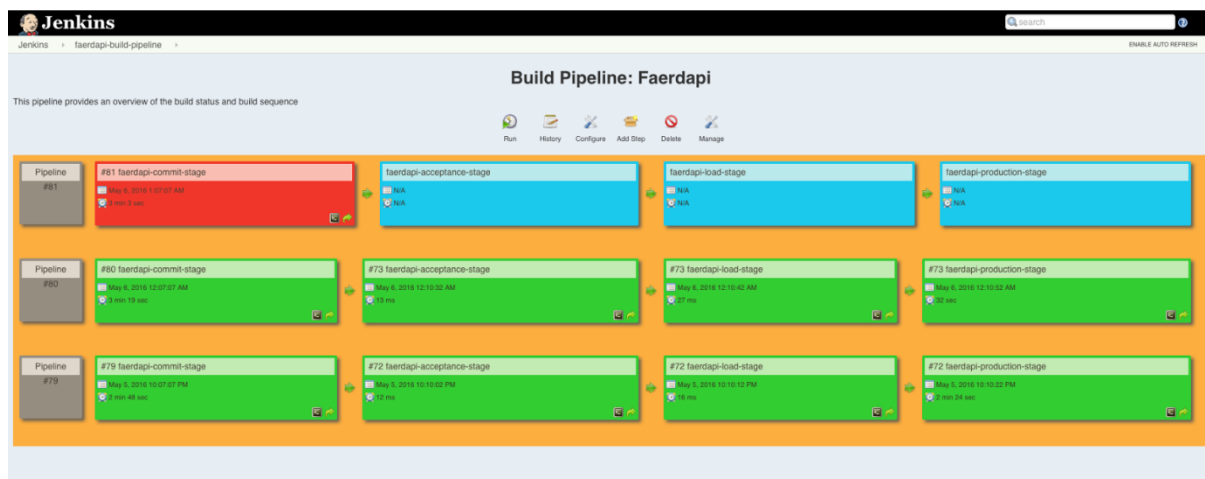 Jenkins
search
Jenkins › faerdapi-build-pipeline ›
ENABLE AUTO REFRESH
Build Pipeline: Faerdapi
This pipeline provides an overview of the build status and build sequence
Run History Configure Add Step Delete Manage
Pipeline
#81
#81 faerdapi-commit-stage
May 6, 2016 1:07:07 AM
3 min 3 sec
faerdapi-acceptance-stage
N/A
N/A
faerdapi-load-stage
N/A
N/A
faerdapi-production-stage
N/A
N/A
Pipeline
#80
#80 faerdapi-commit-stage
May 6, 2016 12:07:07 AM
3 min 19 sec
#73 faerdapi-acceptance-stage
May 6, 2016 12:10:32 AM
13 ms
#73 faerdapi-load-stage
May 6, 2016 12:10:42 AM
27 ms
#73 faerdapi-production-stage
May 6, 2016 12:10:52 AM
32 sec
Pipeline
#79
#79 faerdapi-commit-stage
May 5, 2016 10:07:07 PM
2 min 48 sec
#72 faerdapi-acceptance-stage
May 5, 2016 10:10:02 PM
12 ms
#72 faerdapi-load-stage
May 5, 2016 10:10:12 PM
16 ms
#72 faerdapi-production-stage
May 5, 2016 10:10:22 PM
2 min 24 sec